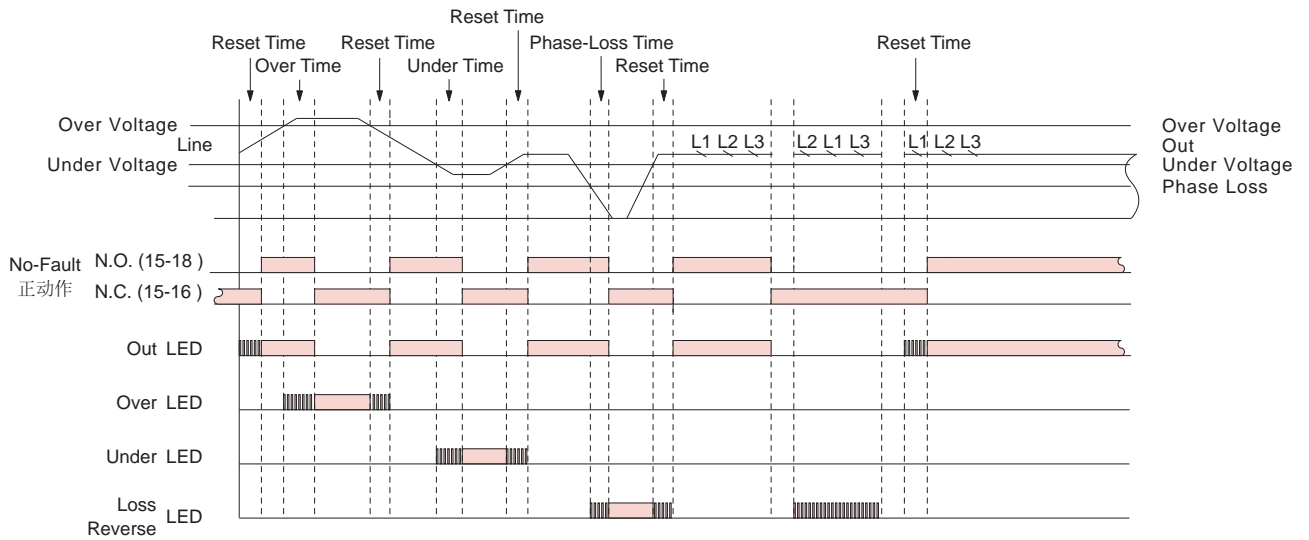 Reset Time
Reset Time Reset Time Phase-Loss Time Reset Time
Over Time Under Time Reset Time
Over Voltage Over Voltage
Line L1 L2 L3 L2 L1 L3 L1 L2 L3 Out
Under Voltage Under Voltage
Phase Loss
No-Fault N.O. (15-18 )
正动作 N.C. (15-16 )
Out LED
Over LED
Under LED
Loss
Reverse LED